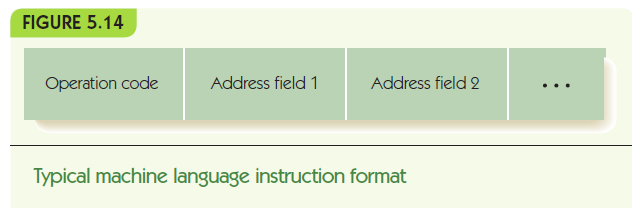 FIGURE 5.14
Operation code Address field 1 Address field 2 ...
Typical machine language instruction format